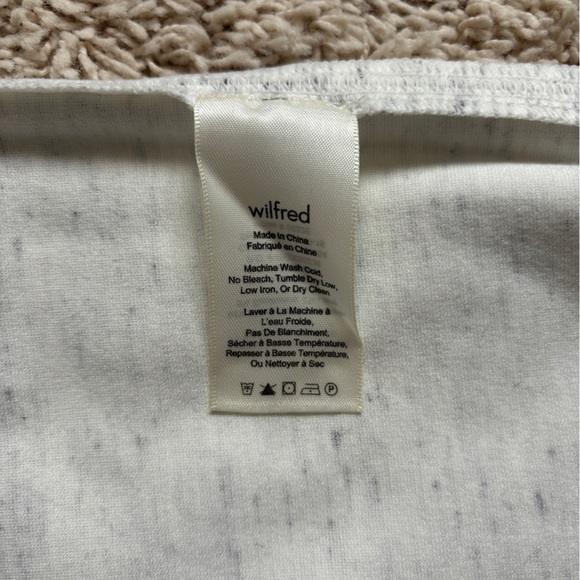 wilfred
Made in China
Fabriqué en Chine
Machine Wash Cold,
No Bleach, Tumble Dry Low,
Low Iron, Or Dry Clean
Laver à La Machine à
L'eau Froide,
Pas De Blanchiment,
Sécher à Basse Température,
Repasser à Basse Température,
Ou Nettoyer à Sec
P